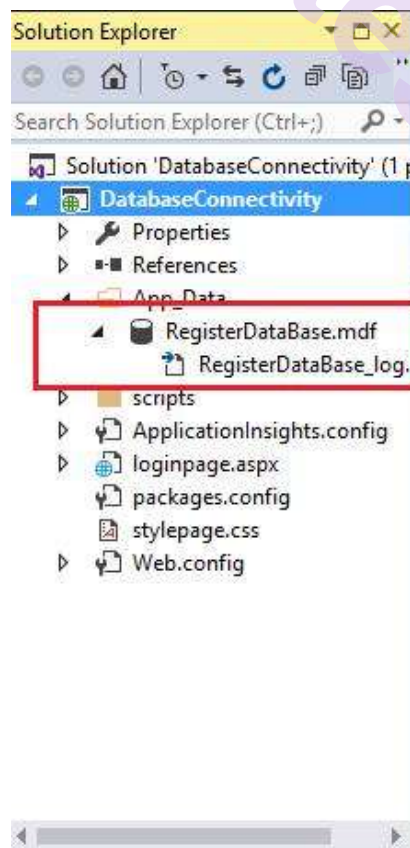 Solution Explorer
Search Solution Explorer (Ctrl+;)
Solution 'DatabaseConnectivity' (1 p
DatabaseConnectivity
Properties
References
App_Data
RegisterDataBase.mdf
RegisterDataBase_log.
scripts
ApplicationInsights.config
loginpage.aspx
packages.config
stylepage.css
Web.config